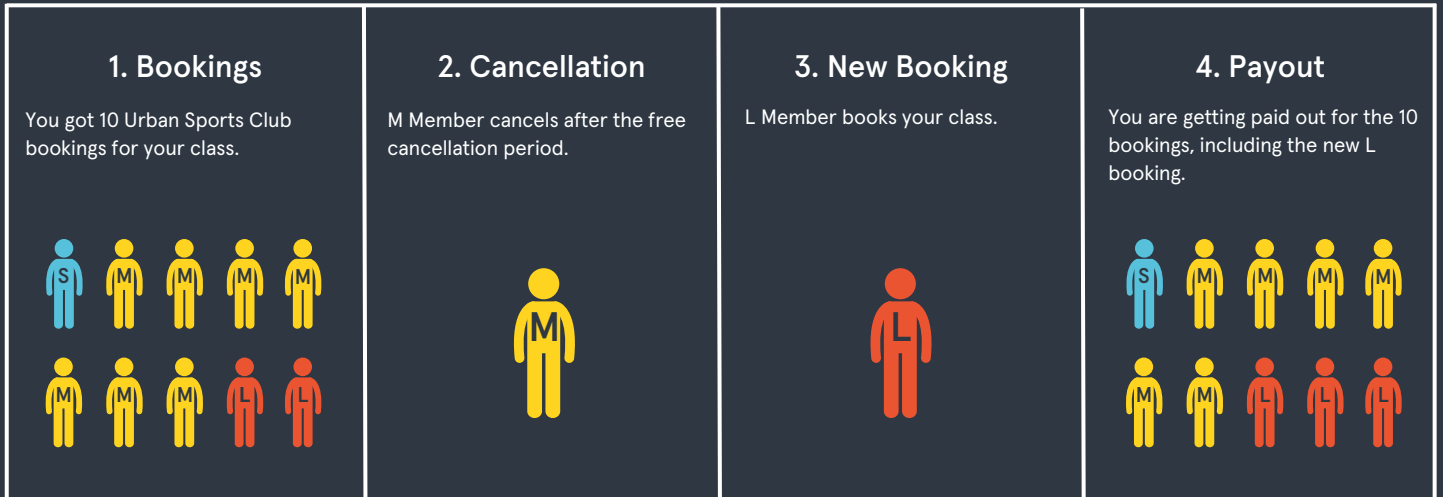 1. Bookings
You got 10 Urban Sports Club
bookings for your class.
S M M M M
M M M L L
2. Cancellation
M Member cancels after the free
cancellation period.
M
3. New Booking
L Member books your class.
L
4. Payout
You are getting paid out for the 10
bookings, including the new L
booking.
S M M M M
M M L L L